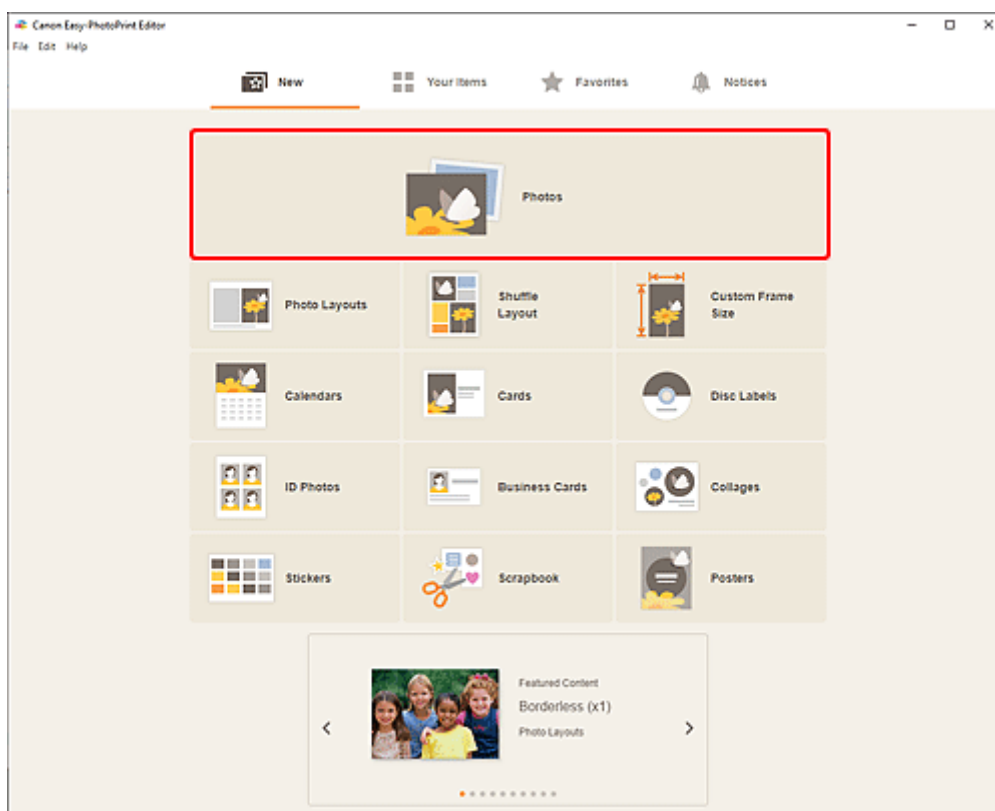 Canon Easy-PhotoPrint Editor
File Edit Help
New Your Items Favorites Notices
Photos
Photo Layouts
Shuffle
Layout
Custom Frame
Size
Calendars
Cards
Disc Labels
ID Photos
Business Cards
Collages
Stickers
Scrapbook
Posters
Featured Content
Borderless (x1)
Photo Layouts